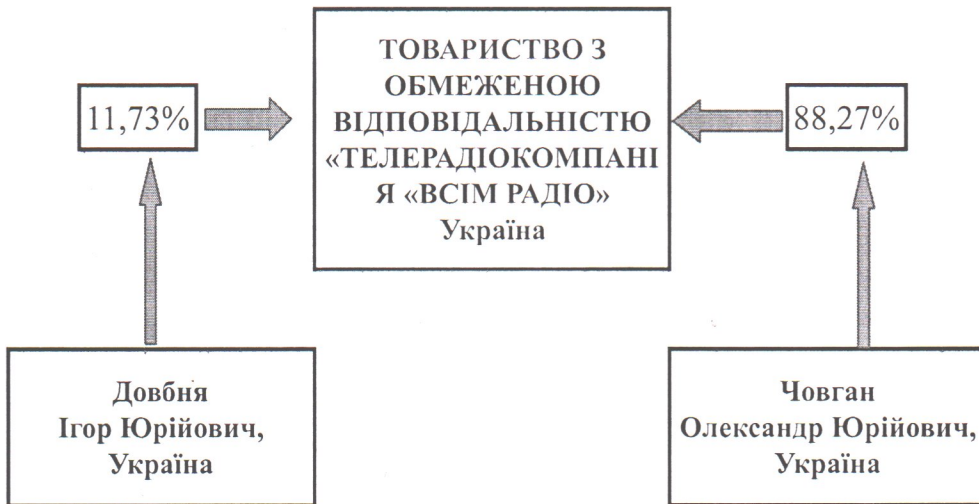 ТОВАРИСТВО З
ОБМЕЖЕНОЮ
ВІДПОВІДАЛЬНІСТЮ
«ТЕЛЕРАДІОКОМПАНІ
Я «ВСІМ РАДІО»
Україна
11,73%
88,27%
Довбня
Ігор Юрійович,
Україна
Човган
Олександр Юрійович,
Україна